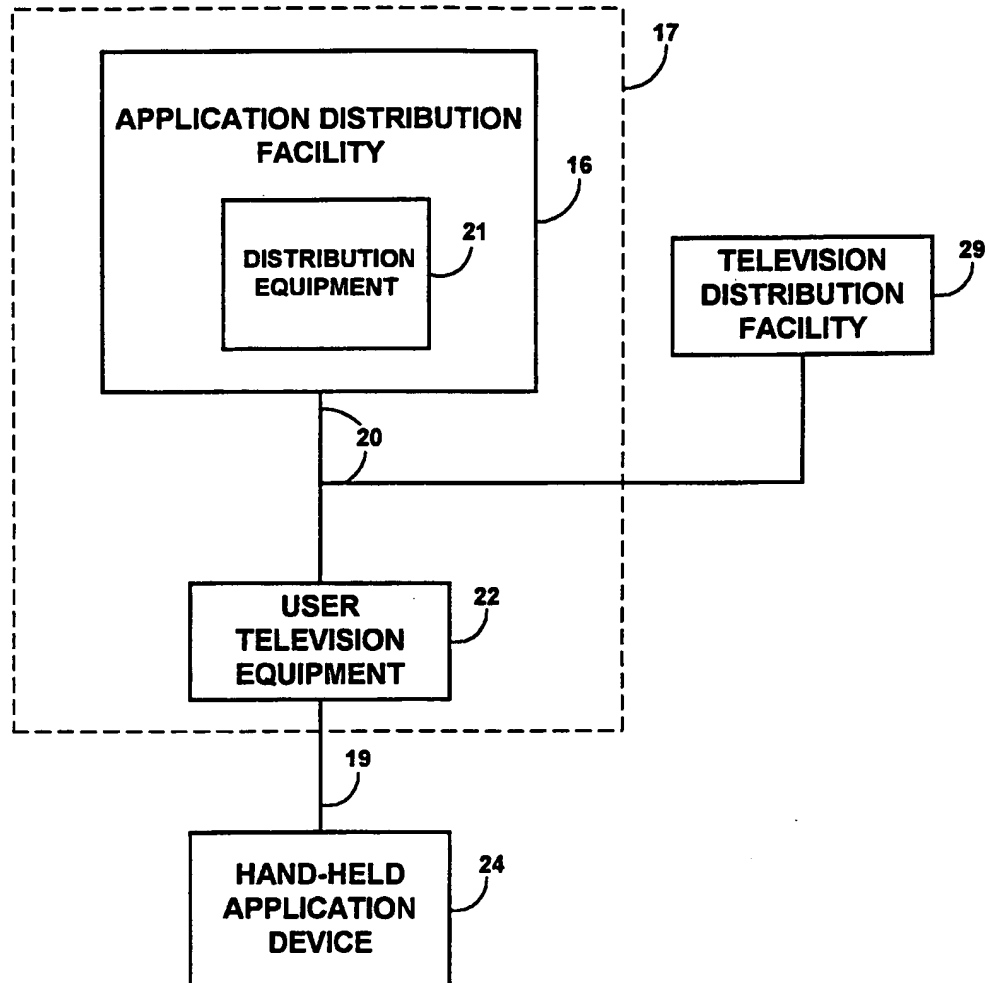 17
APPLICATION DISTRIBUTION
FACILITY
16
DISTRIBUTION
EQUIPMENT
21
TELEVISION
DISTRIBUTION
FACILITY
29
20
USER
TELEVISION
EQUIPMENT
22
19
HAND-HELD
APPLICATION
DEVICE
24